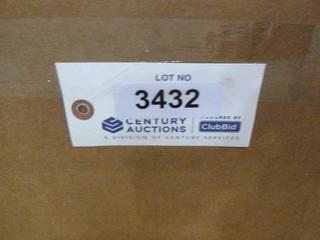 LOT NO
3432
CENTURY AUCTIONS
POWERED BY
ClubBid
A DIVISION OF CENTURY SERVICES